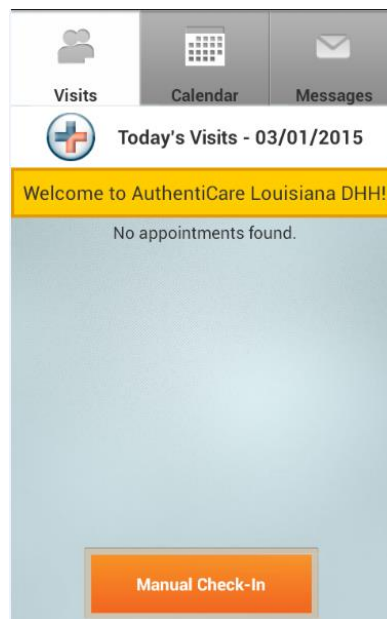 Visits
Calendar
Messages
Today's Visits - 03/01/2015
Welcome to AuthentiCare Louisiana DHH!
No appointments found.
Manual Check-In